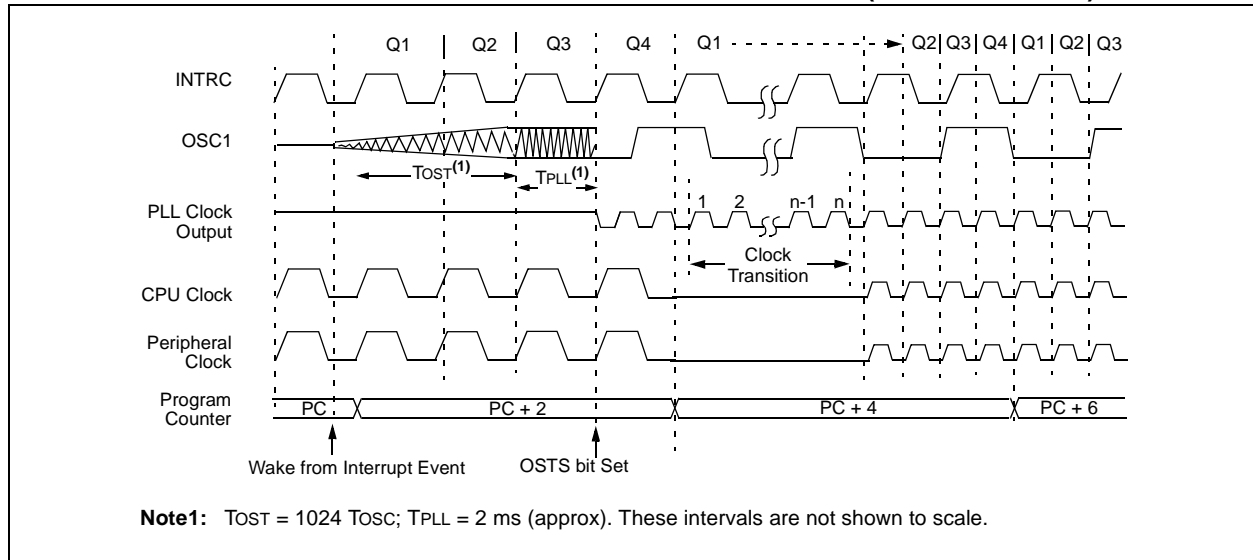 Q1 Q2 Q3 Q4 Q1 Q2 Q3 Q4 Q1 Q2 Q3
INTRC
OSC1
TOST(1) TPLL(1)
PLL Clock
Output
1 2 n-1 n
Clock
Transition
CPU Clock
Peripheral
Clock
Program
Counter
PC PC + 2 PC + 4 PC + 6
Wake from Interrupt Event OSTS bit Set
Note1: TOST = 1024 TOSC; TPLL = 2 ms (approx). These intervals are not shown to scale.